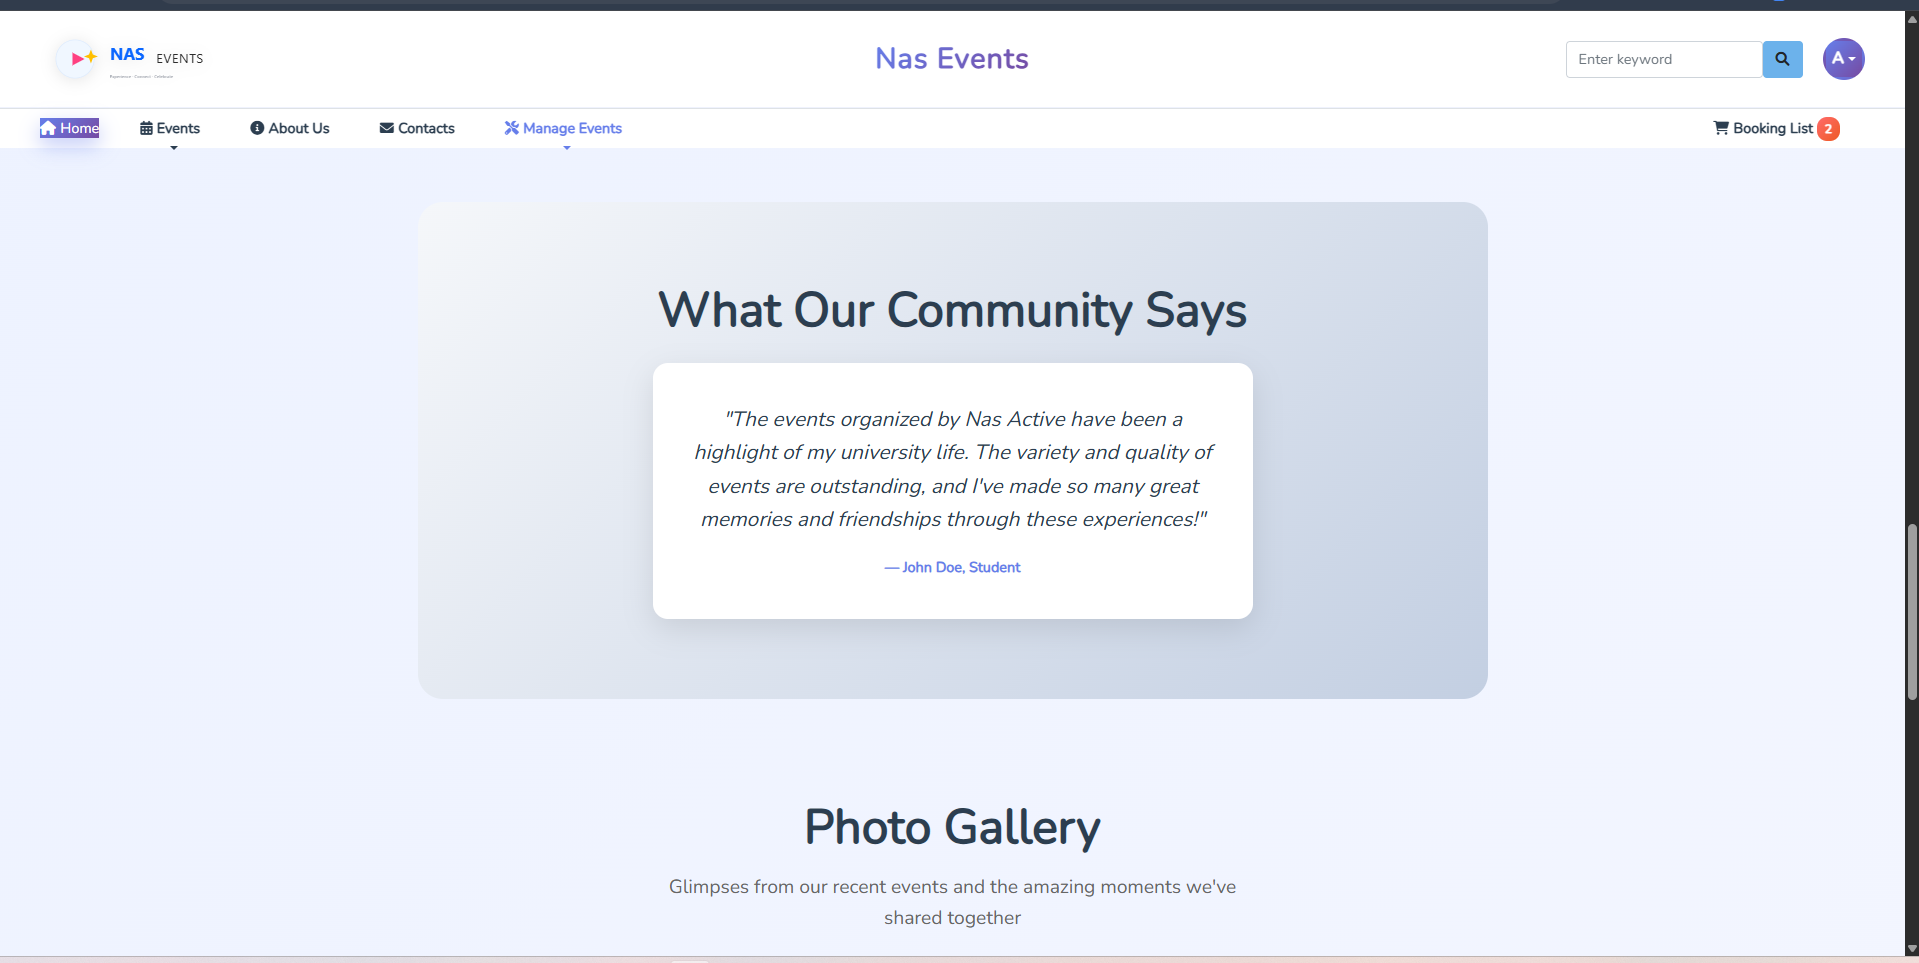 NAS EVENTS
Experience · Connect · Celebrate
Nas Events
Enter keyword
A
Home
Events
About Us
Contacts
Manage Events
Booking List 2
What Our Community Says
"The events organized by Nas Active have been a
highlight of my university life. The variety and quality of
events are outstanding, and I've made so many great
memories and friendships through these experiences!"
— John Doe, Student
Photo Gallery
Glimpses from our recent events and the amazing moments we've
shared together